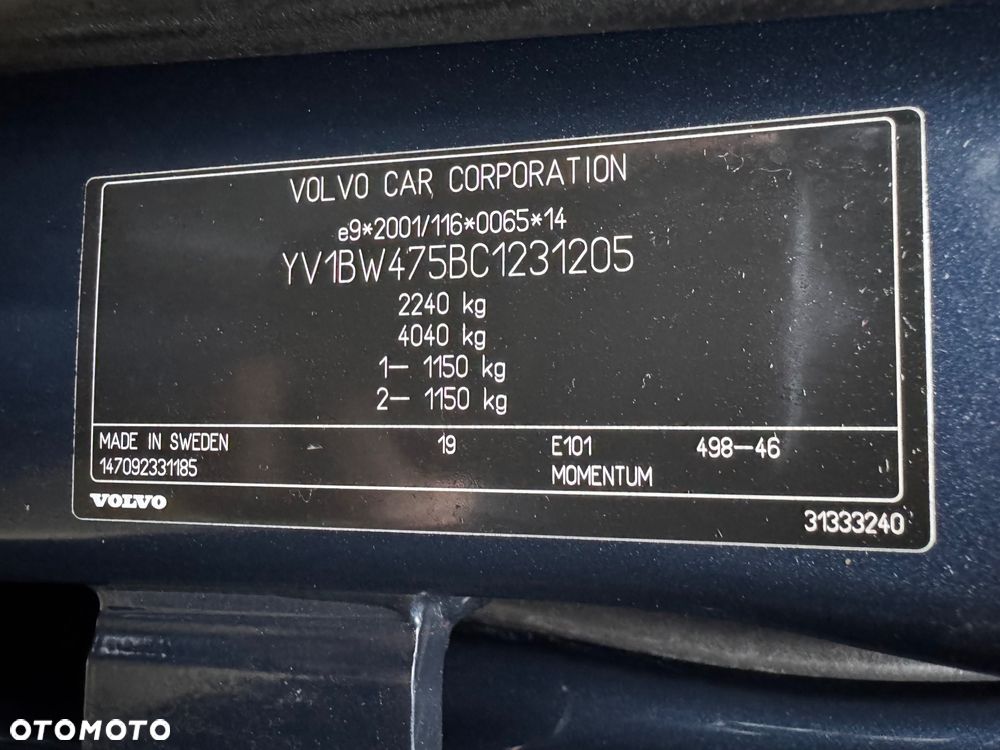 VOLVO CAR CORPORATION
e9*2001/116*0065*14
YV1BW475BC1231205
2240 kg
4040 kg
1– 1150 kg
2– 1150 kg
MADE IN SWEDEN 19 E101 498–46
147092331185 MOMENTUM
VOLVO
31333240
OTOMOTO